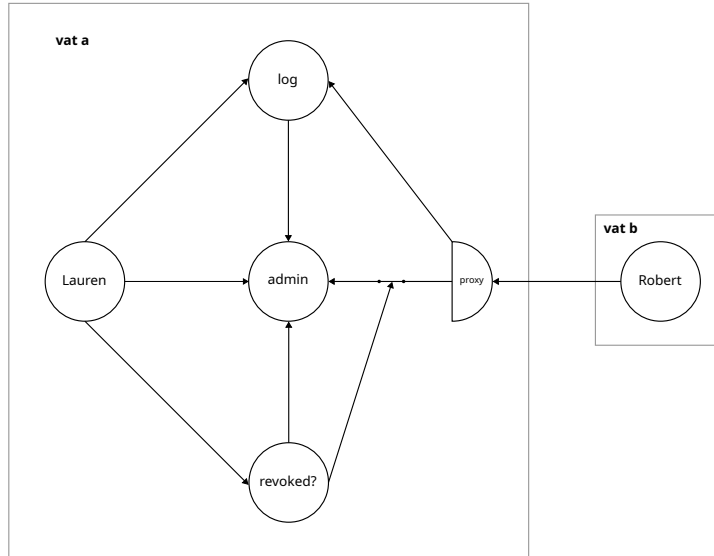 vat a
log
vat b
Lauren
admin
proxy
Robert
revoked?